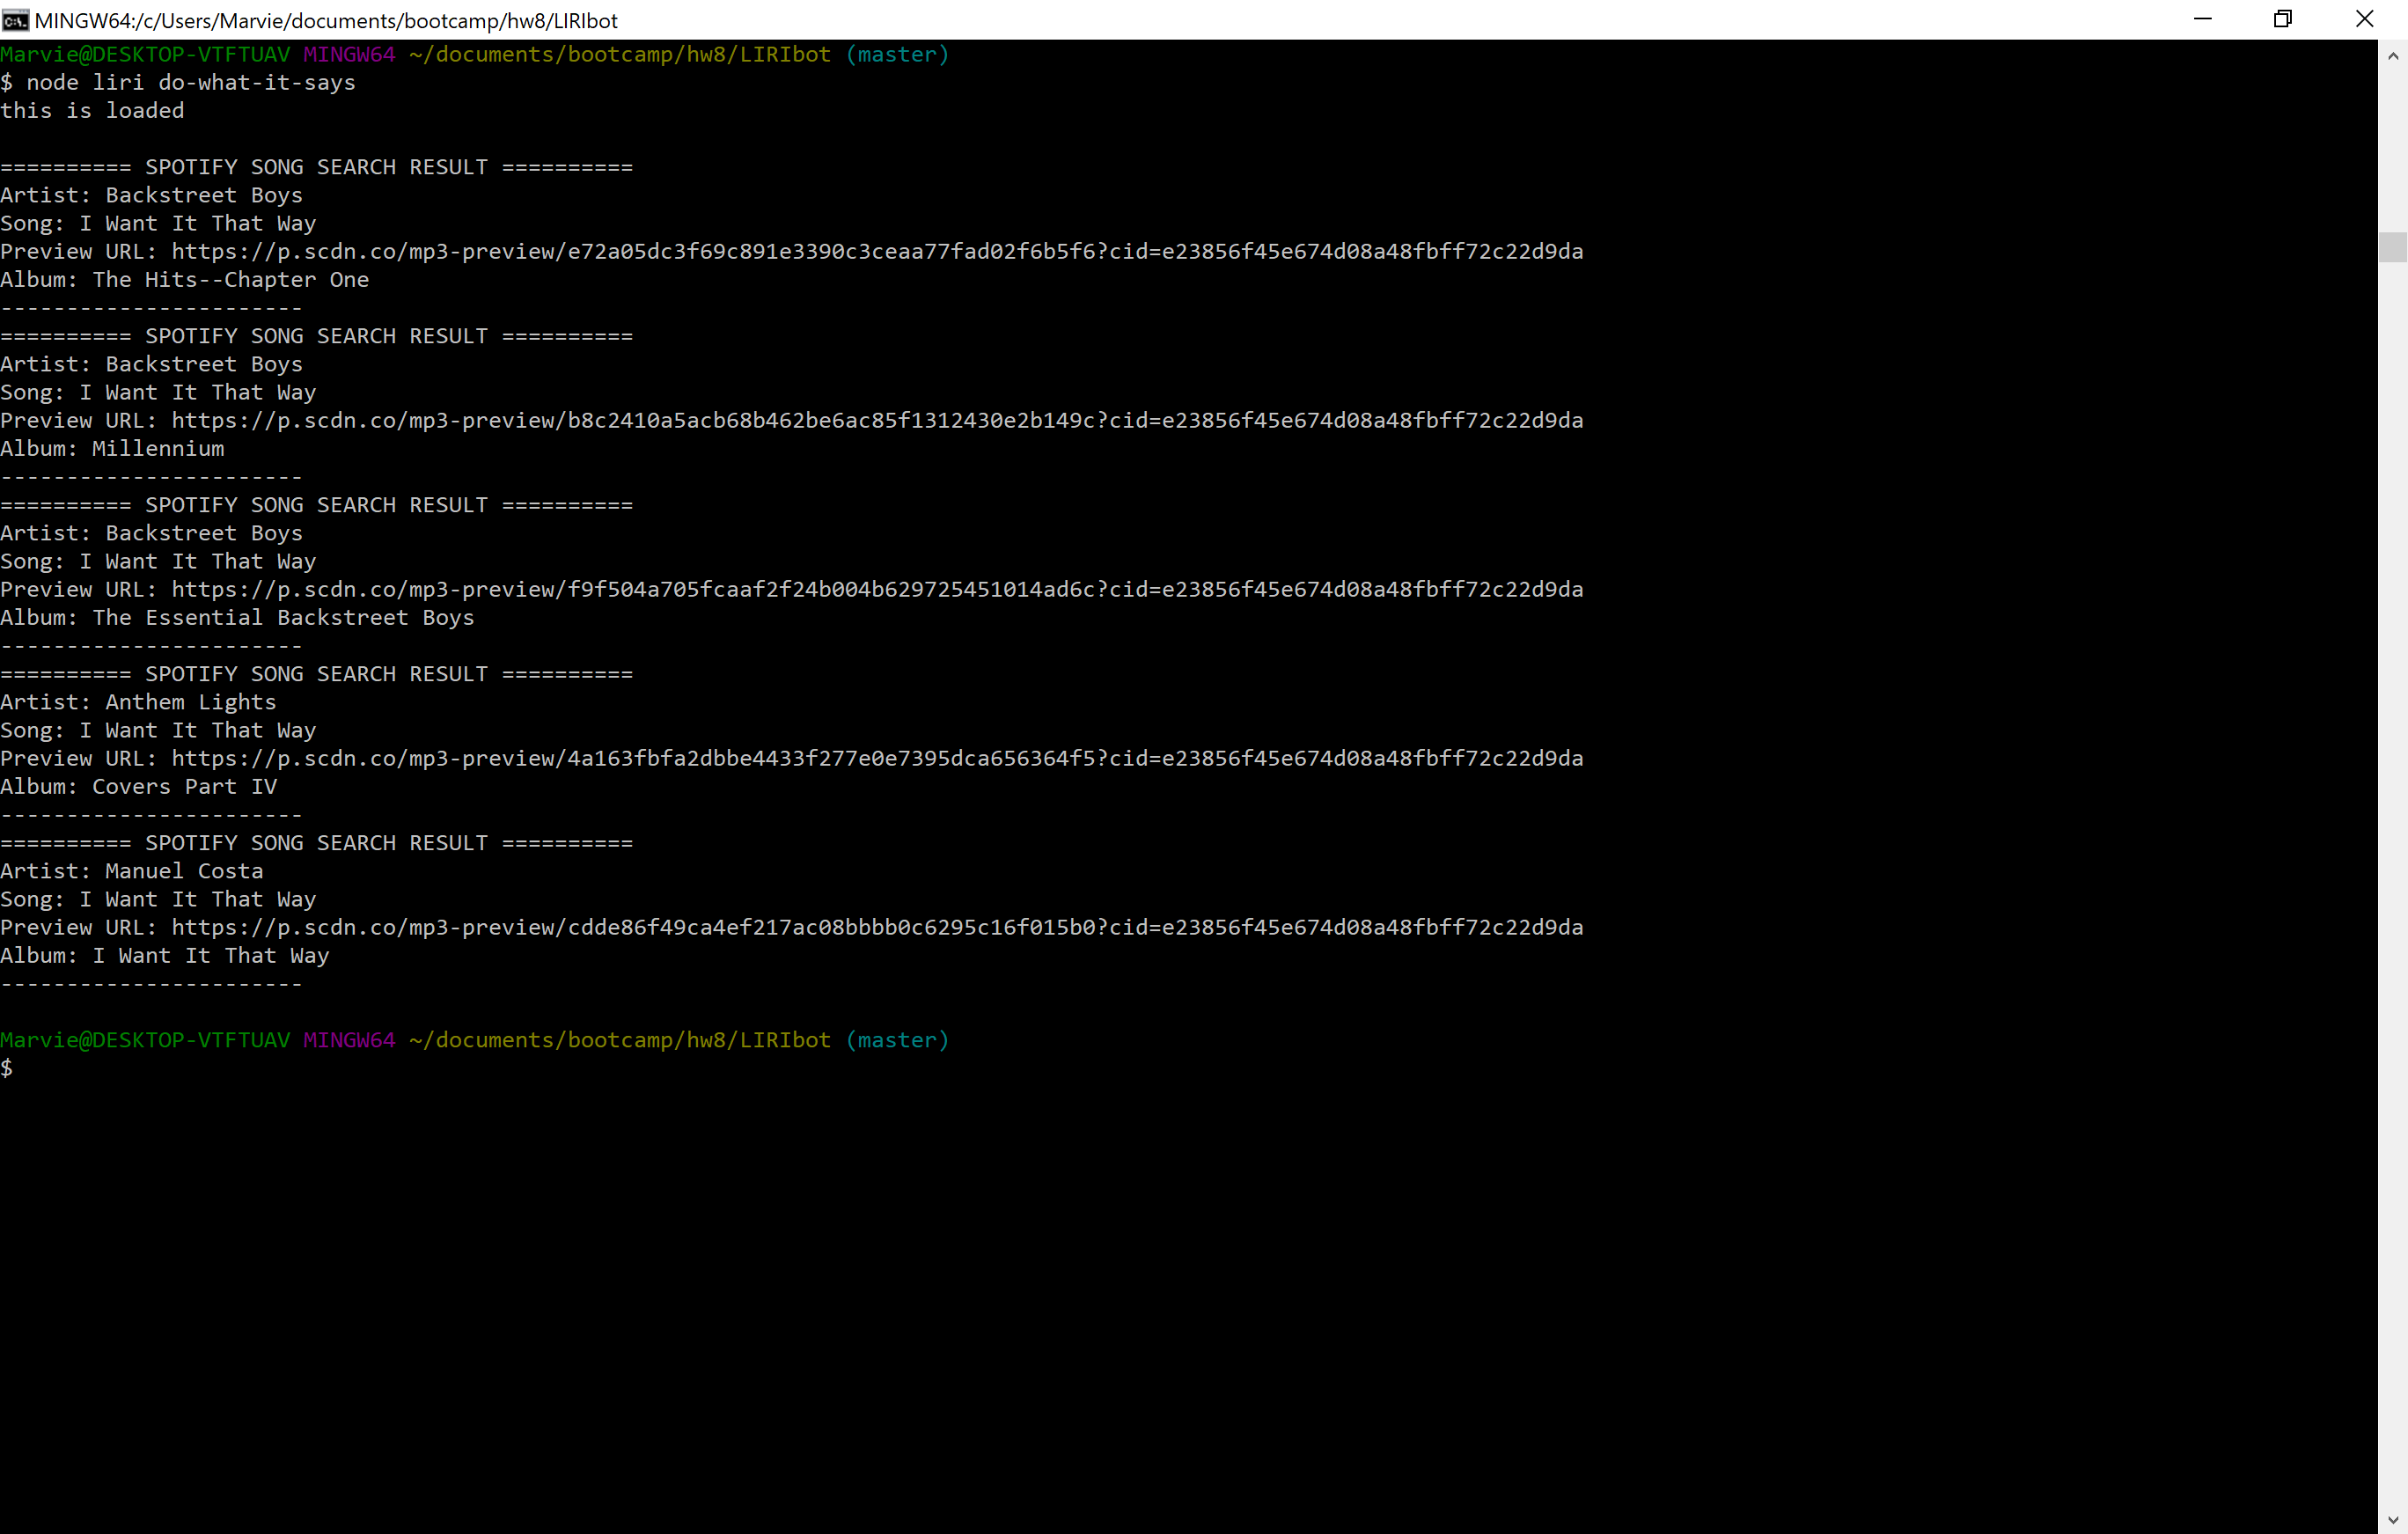 MINGW64:/c/Users/Marvie/documents/bootcamp/hw8/LIRIbot
Marvie@DESKTOP-VTFTUAV MINGW64 ~/documents/bootcamp/hw8/LIRIbot (master)
$ node liri do-what-it-says
this is loaded
========== SPOTIFY SONG SEARCH RESULT ==========
Artist: Backstreet Boys
Song: I Want It That Way
Preview URL: https://p.scdn.co/mp3-preview/e72a05dc3f69c891e3390c3ceaa77fad02f6b5f6?cid=e23856f45e674d08a48fbff72c22d9da
Album: The Hits--Chapter One
-----------------------
========== SPOTIFY SONG SEARCH RESULT ==========
Artist: Backstreet Boys
Song: I Want It That Way
Preview URL: https://p.scdn.co/mp3-preview/b8c2410a5acb68b462be6ac85f1312430e2b149c?cid=e23856f45e674d08a48fbff72c22d9da
Album: Millennium
-----------------------
========== SPOTIFY SONG SEARCH RESULT ==========
Artist: Backstreet Boys
Song: I Want It That Way
Preview URL: https://p.scdn.co/mp3-preview/f9f504a705fcaaf2f24b004b629725451014ad6c?cid=e23856f45e674d08a48fbff72c22d9da
Album: The Essential Backstreet Boys
-----------------------
========== SPOTIFY SONG SEARCH RESULT ==========
Artist: Anthem Lights
Song: I Want It That Way
Preview URL: https://p.scdn.co/mp3-preview/4a163fbfa2dbbe4433f277e0e7395dca656364f5?cid=e23856f45e674d08a48fbff72c22d9da
Album: Covers Part IV
-----------------------
========== SPOTIFY SONG SEARCH RESULT ==========
Artist: Manuel Costa
Song: I Want It That Way
Preview URL: https://p.scdn.co/mp3-preview/cdde86f49ca4ef217ac08bbbb0c6295c16f015b0?cid=e23856f45e674d08a48fbff72c22d9da
Album: I Want It That Way
-----------------------
Marvie@DESKTOP-VTFTUAV MINGW64 ~/documents/bootcamp/hw8/LIRIbot (master)
$